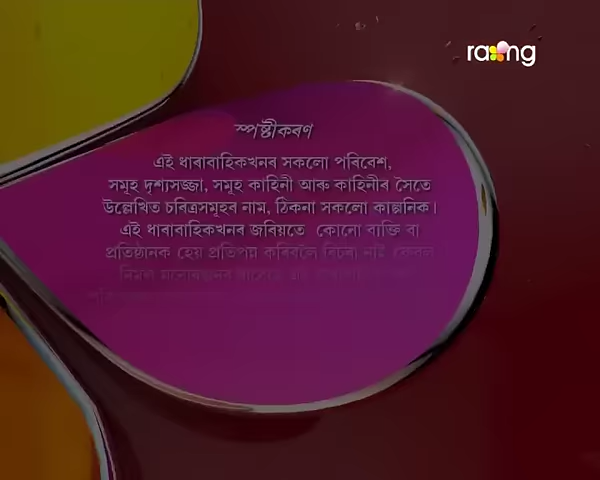 rang
স্পষ্টীকৰণ
এই ধাৰাবাহিকখনৰ সকলো পৰিবেশ,
সমূহ দৃশ্যসজ্জা, সমূহ কাহিনী আৰু কাহিনীৰ সৈতে
উল্লেখিত চৰিত্ৰসমূহৰ নাম, ঠিকনা সকলো কাল্পনিক।
এই ধাৰাবাহিকখনৰ জৰিয়তে কোনো ব্যক্তি বা
প্ৰতিষ্ঠানক হেয় প্ৰতিপন্ন কৰিবলৈ বিচৰা নাই